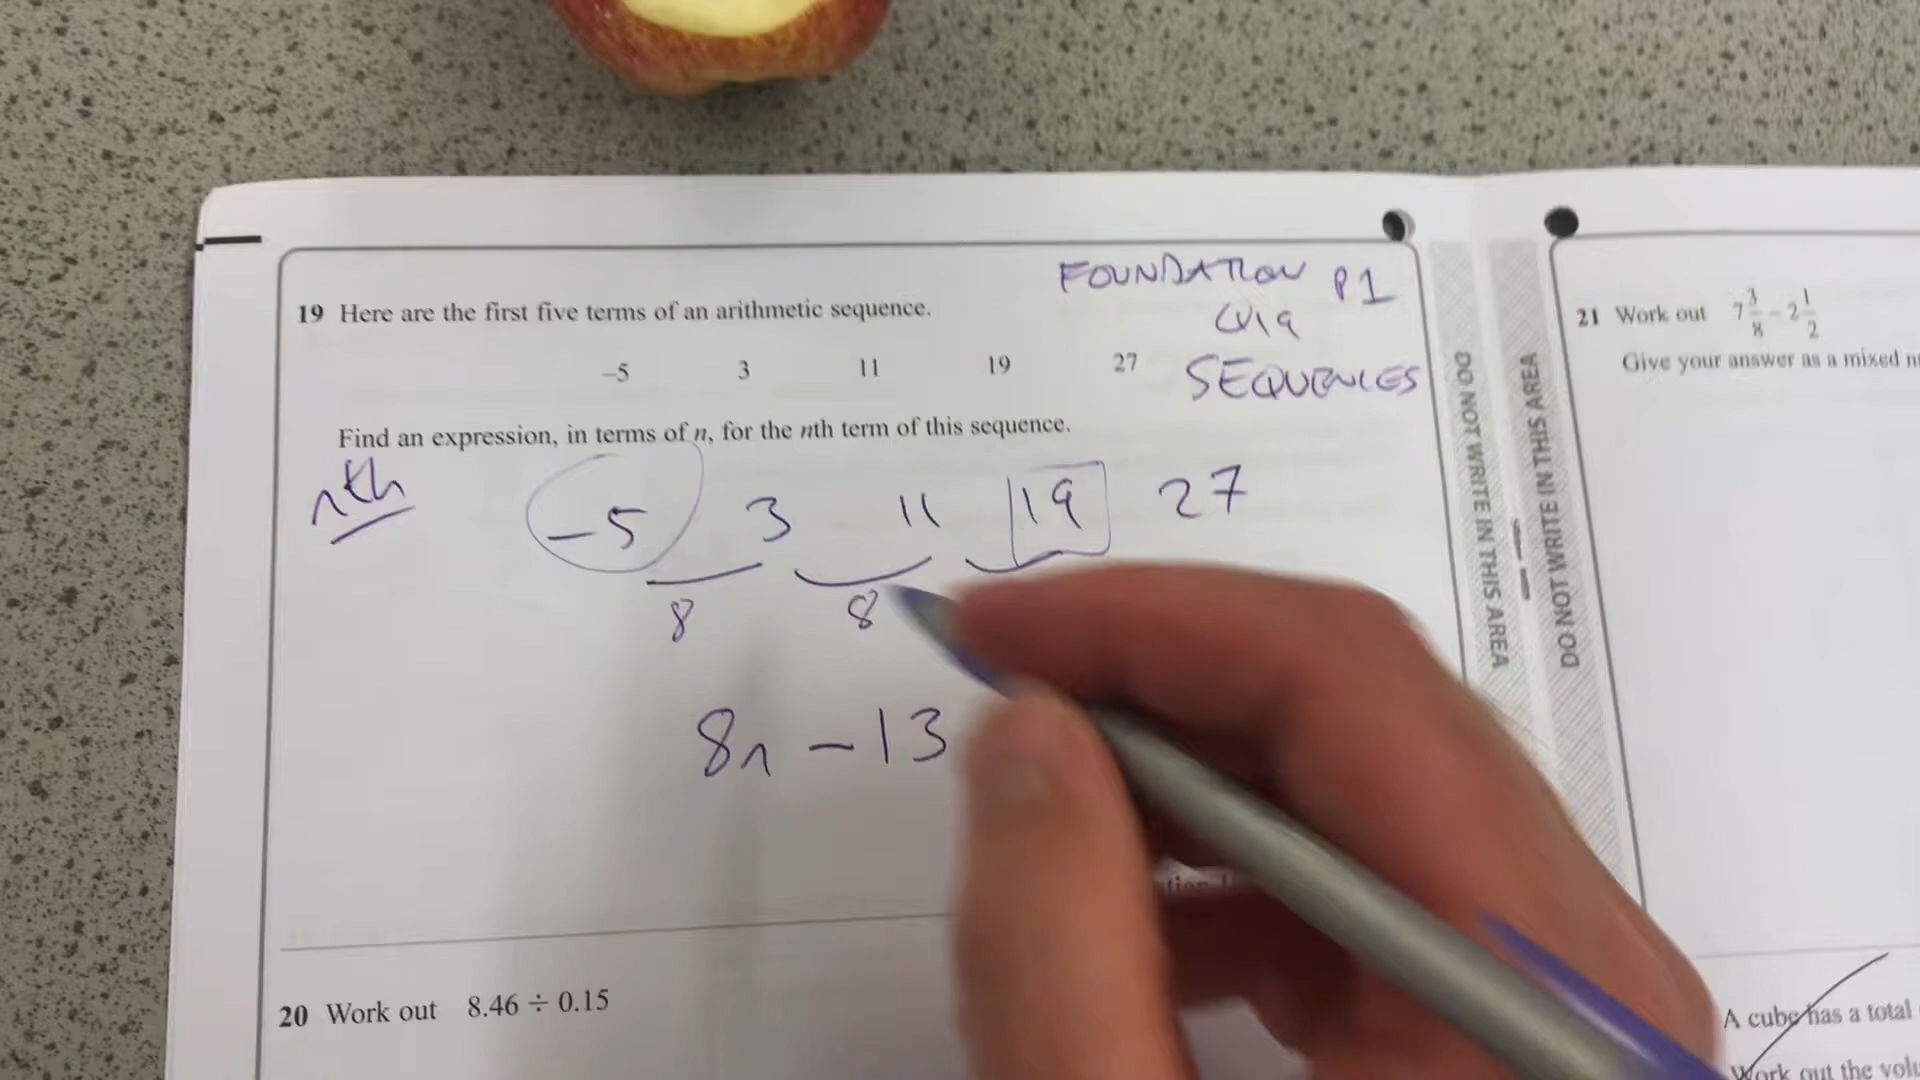 19 Here are the first five terms of an arithmetic sequence.
FOUNDATION P1
Q19
SEQUENCES
–5 3 11 19 27
Find an expression, in terms of n, for the nth term of this sequence.
nth
-5 3 11 19 27
8 8
8n - 13
20 Work out 8.46 ÷ 0.15
DO NOT WRITE IN THIS AREA
DO NOT WRITE IN THIS AREA
21 Work out 7 3/8 – 2 1/2
Give your answer as a mixed
A cube has a total
Work out the